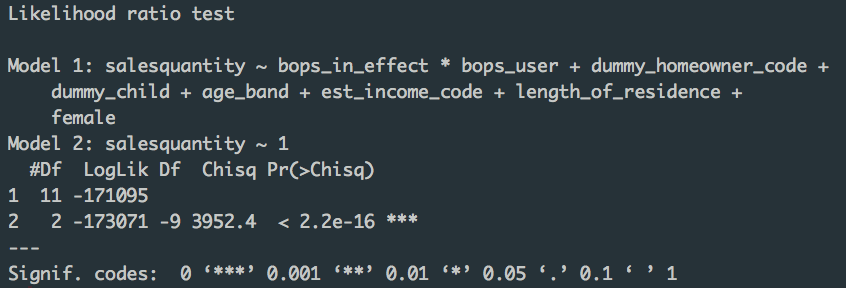 Likelihood ratio test
Model 1: salesquantity ~ bops_in_effect * bops_user + dummy_homeowner_code +
    dummy_child + age_band + est_income_code + length_of_residence +
    female
Model 2: salesquantity ~ 1
  #Df  LogLik Df  Chisq Pr(>Chisq)
1  11 -171095
2   2 -173071 -9 3952.4  < 2.2e-16 ***
---
Signif. codes:  0 ‘***’ 0.001 ‘**’ 0.01 ‘*’ 0.05 ‘.’ 0.1 ‘ ’ 1